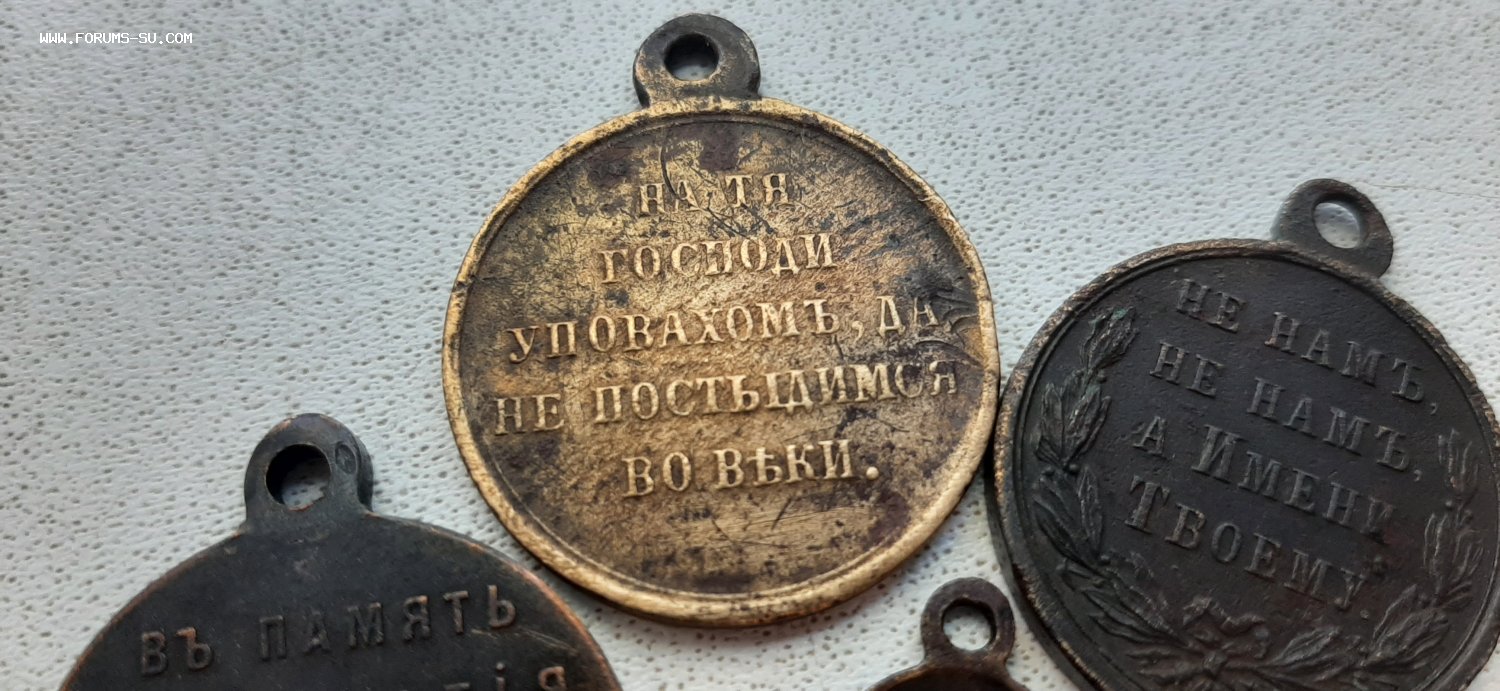 WWW.FORUMS-SU.COM
НА ТЯ
ГОСПОДИ
УПОВАХОМЪ, ДА
НЕ ПОСТЫДИМСЯ
ВО ВѢКИ.
НЕ НАМЪ,
НЕ НАМЪ,
А ИМЕНИ
ТВОЕМУ.
ВЪ ПАМЯТЬ